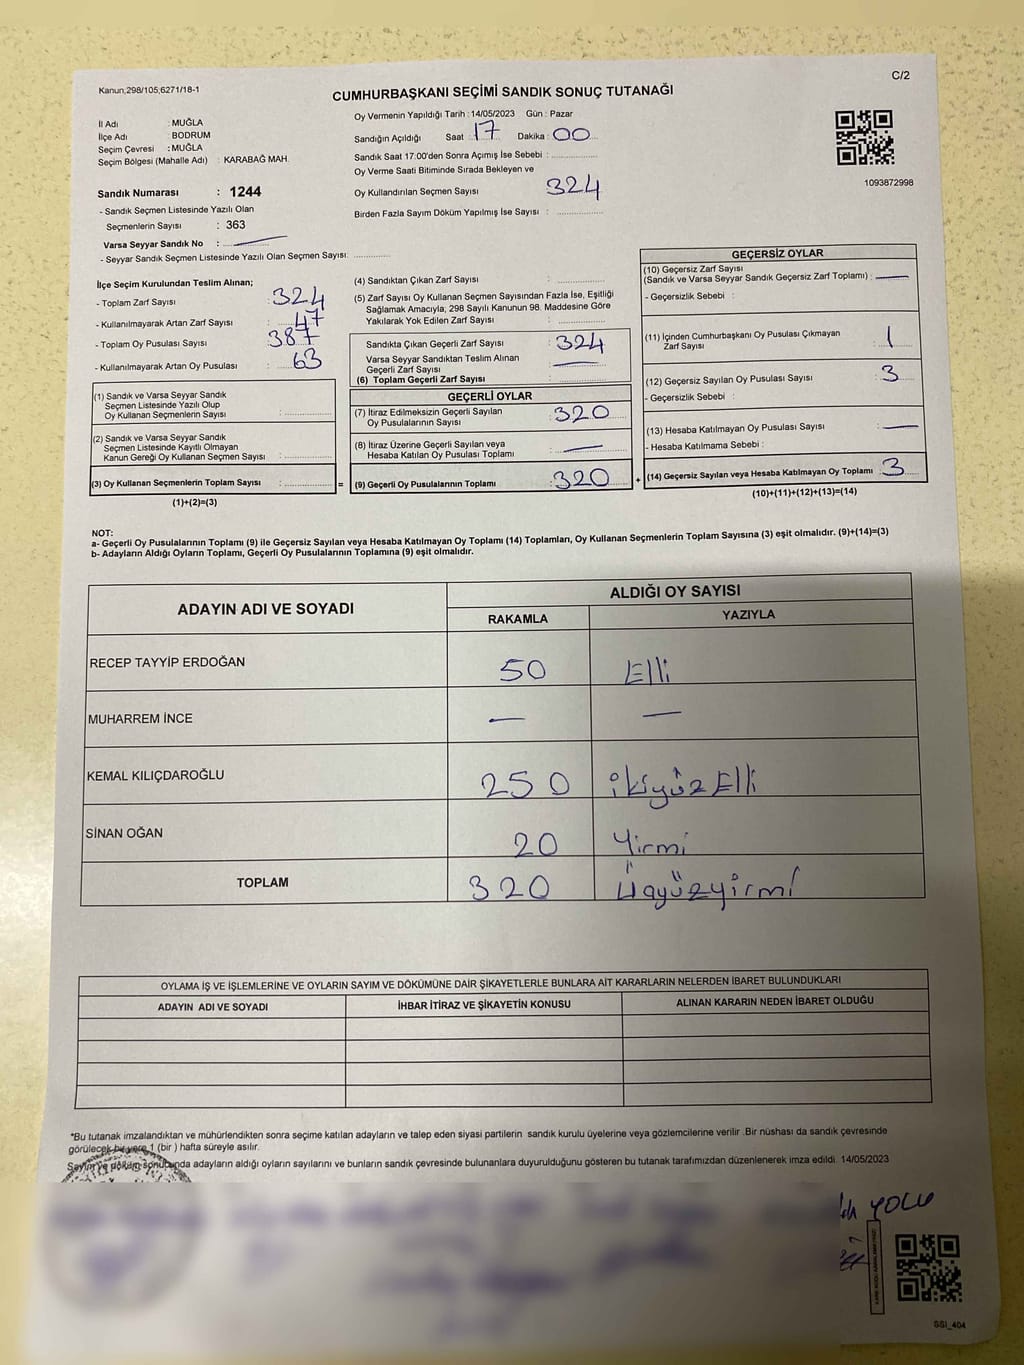 C/2
Kanun,298/105,6271/18-1
CUMHURBAŞKANI SEÇİMİ SANDIK SONUÇ TUTANAĞI
İl Adı : MUĞLA
İlçe Adı : BODRUM
Seçim Çevresi : MUĞLA
Seçim Bölgesi (Mahalle Adı) : KARABAĞ MAH.
Sandık Numarası : 1244
- Sandık Seçmen Listesinde Yazılı Olan
Seçmenlerin Sayısı : 363
Varsa Seyyar Sandık No :
- Seyyar Sandık Seçmen Listesinde Yazılı Olan Seçmen Sayısı:
Oy Vermenin Yapıldığı Tarih : 14/05/2023 Gün : Pazar
Sandığın Açıldığı Saat 17 Dakika : 00
Sandık Saat 17:00'den Sonra Açımış İse Sebebi :
Oy Verme Saati Bitiminde Sırada Bekleyen ve
Oy Kullandırılan Seçmen Sayısı 324
Birden Fazla Sayım Döküm Yapılmış İse Sayısı :
1093872998
İlçe Seçim Kurulundan Teslim Alınan;
- Toplam Zarf Sayısı : 324
- Kullanılmayarak Artan Zarf Sayısı : 47
- Toplam Oy Pusulası Sayısı : 387
- Kullanılmayarak Artan Oy Pusulası : 63
(1) Sandık ve Varsa Seyyar Sandık
Seçmen Listesinde Yazılı Olup
Oy Kullanan Seçmenlerin Sayısı :
(2) Sandık ve Varsa Seyyar Sandık
Seçmen Listesinde Kayıtlı Olmayan
Kanun Gereği Oy Kullanan Seçmen Sayısı :
(3) Oy Kullanan Seçmenlerin Toplam Sayısı : =
(1)+(2)=(3)
(4) Sandıktan Çıkan Zarf Sayısı :
(5) Zarf Sayısı Oy Kullanan Seçmen Sayısından Fazla İse, Eşitliği
Sağlamak Amacıyla; 298 Sayılı Kanunun 98. Maddesine Göre
Yakılarak Yok Edilen Zarf Sayısı :
Sandıkta Çıkan Geçerli Zarf Sayısı : 324
Varsa Seyyar Sandıktan Teslim Alınan
Geçerli Zarf Sayısı :
(6) Toplam Geçerli Zarf Sayısı :
GEÇERLİ OYLAR
(7) İtiraz Edilmeksizin Geçerli Sayılan
Oy Pusulalarının Sayısı : 320
(8) İtiraz Üzerine Geçerli Sayılan veya
Hesaba Katılan Oy Pusulası Toplamı :
(9) Geçerli Oy Pusulalarının Toplamı : 320 +
GEÇERSİZ OYLAR
(10) Geçersiz Zarf Sayısı
(Sandık ve Varsa Seyyar Sandık Geçersiz Zarf Toplamı) :
- Geçersizlik Sebebi :
(11) İçinden Cumhurbaşkanı Oy Pusulası Çıkmayan
Zarf Sayısı : 1
(12) Geçersiz Sayılan Oy Pusulası Sayısı : 3
- Geçersizlik Sebebi :
(13) Hesaba Katılmayan Oy Pusulası Sayısı :
- Hesaba Katılmama Sebebi :
(14) Geçersiz Sayılan veya Hesaba Katılmayan Oy Toplamı : 3
(10)+(11)+(12)+(13)=(14)
NOT:
a- Geçerli Oy Pusulalarının Toplamı (9) ile Geçersiz Sayılan veya Hesaba Katılmayan Oy Toplamı (14) Toplamları, Oy Kullanan Seçmenlerin Toplam Sayısına (3) eşit olmalıdır. (9)+(14)=(3)
b- Adayların Aldığı Oyların Toplamı, Geçerli Oy Pusulalarının Toplamına (9) eşit olmalıdır.
ADAYIN ADI VE SOYADI
ALDIĞI OY SAYISI
RAKAMLA YAZIYLA
RECEP TAYYİP ERDOĞAN 50 Elli
MUHARREM İNCE — —
KEMAL KILIÇDAROĞLU 250 ikiyüz Elli
SİNAN OĞAN 20 Yirmi
TOPLAM 320 Üçyüzyirmi
OYLAMA İŞ VE İŞLEMLERİNE VE OYLARIN SAYIM VE DÖKÜMÜNE DAİR ŞİKAYETLERLE BUNLARA AİT KARARLARIN NELERDEN İBARET BULUNDUKLARI
ADAYIN ADI VE SOYADI İHBAR İTİRAZ VE ŞİKAYETİN KONUSU ALINAN KARARIN NEDEN İBARET OLDUĞU
*Bu tutanak imzalandıktan ve mühürlendikten sonra seçime katılan adayların ve talep eden siyasi partilerin sandık kurulu üyelerine veya gözlemcilerine verilir .Bir nüshası da sandık çevresinde
görülecek bir yere 1 (bir ) hafta süreyle asılır.
Sayım ve döküm sonucunda adayların aldığı oyların sayılarını ve bunların sandık çevresinde bulunanlara duyurulduğunu gösteren bu tutanak tarafımızdan düzenlenerek imza edildi. 14/05/2023
YOLU
SSI_404